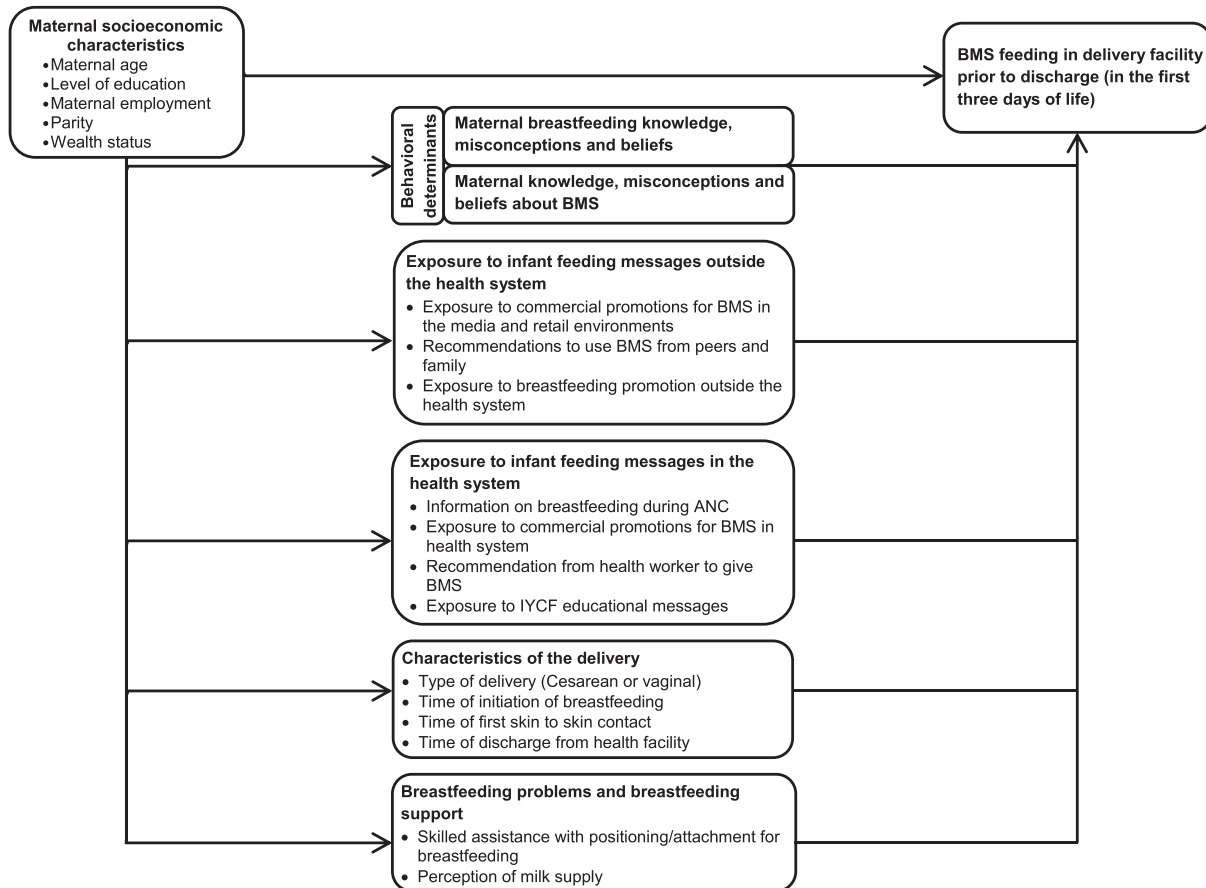 Maternal socioeconomic
characteristics
•Maternal age
•Level of education
•Maternal employment
•Parity
•Wealth status
BMS feeding in delivery facility
prior to discharge (in the first
three days of life)
Behavioral
determinants
Maternal breastfeeding knowledge,
misconceptions and beliefs
Maternal knowledge, misconceptions and
beliefs about BMS
Exposure to infant feeding messages outside
the health system
• Exposure to commercial promotions for BMS in
the media and retail environments
• Recommendations to use BMS from peers and
family
• Exposure to breastfeeding promotion outside the
health system
Exposure to infant feeding messages in the
health system
• Information on breastfeeding during ANC
• Exposure to commercial promotions for BMS in
health system
• Recommendation from health worker to give
BMS
• Exposure to IYCF educational messages
Characteristics of the delivery
• Type of delivery (Cesarean or vaginal)
• Time of initiation of breastfeeding
• Time of first skin to skin contact
• Time of discharge from health facility
Breastfeeding problems and breastfeeding
support
• Skilled assistance with positioning/attachment for
breastfeeding
• Perception of milk supply